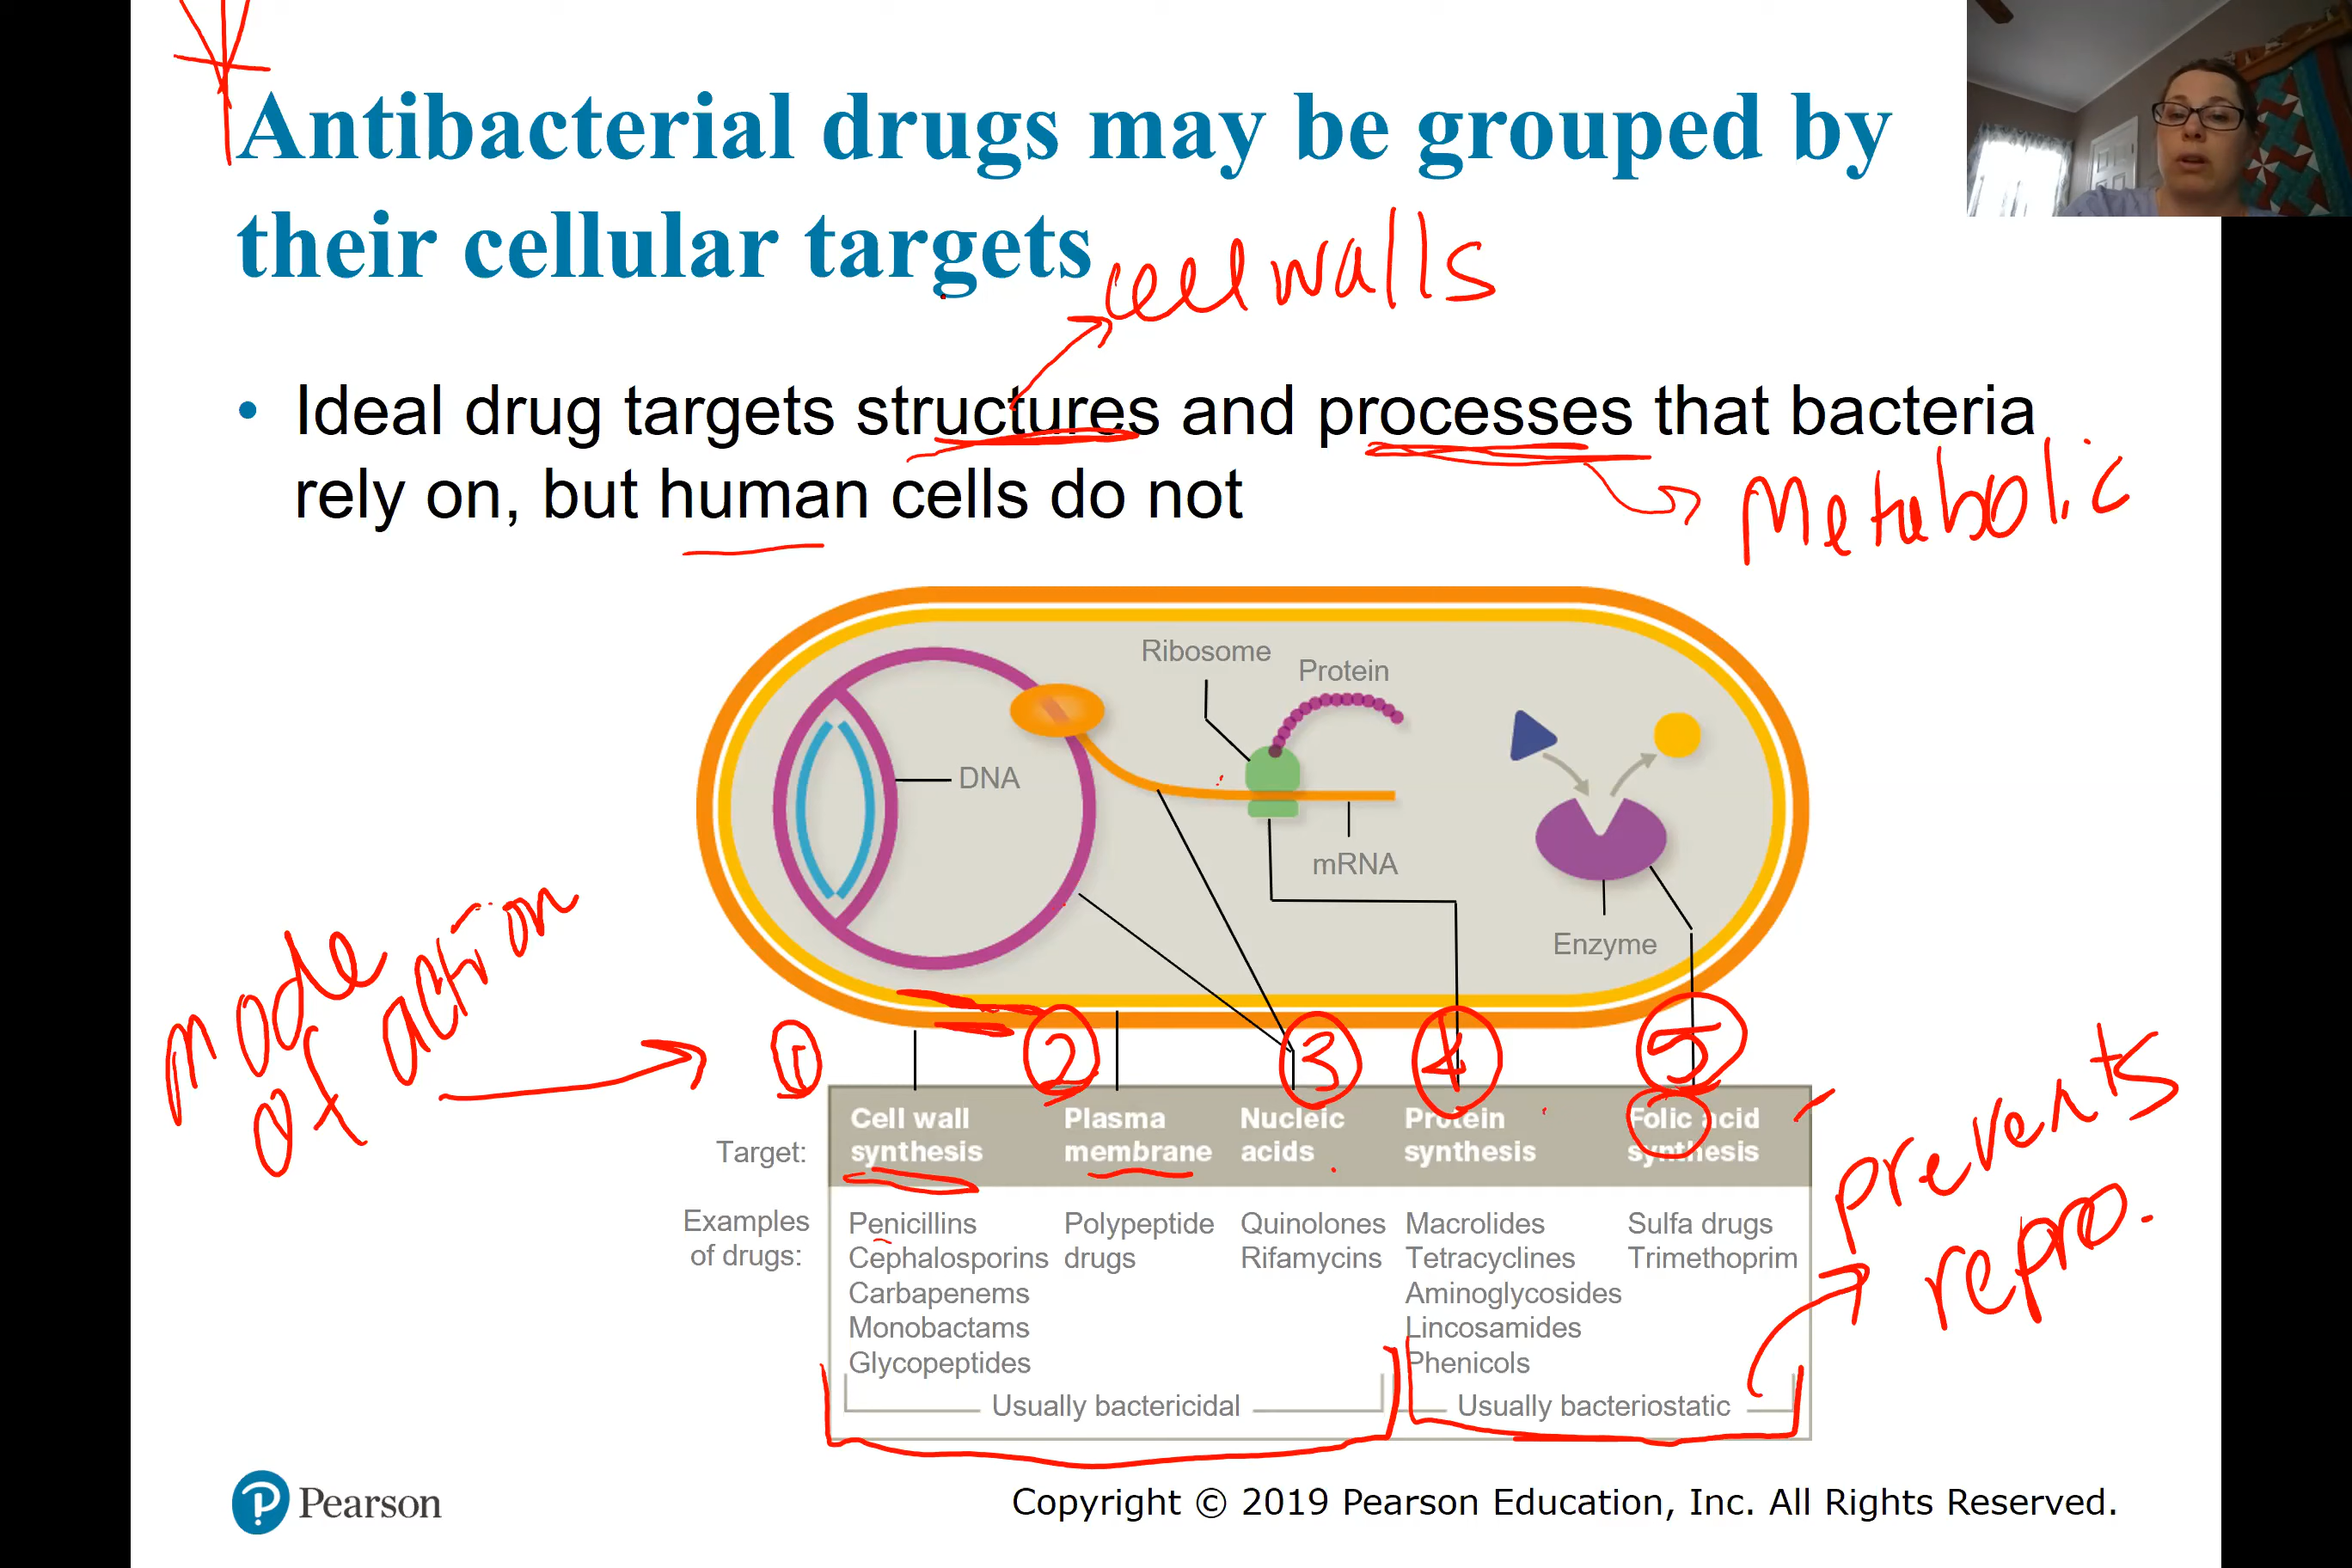 Antibacterial drugs may be grouped by
their cellular targets
cell walls
• Ideal drug targets structures and processes that bacteria
rely on, but human cells do not
Metabolic
Ribosome
Protein
DNA
mRNA
Enzyme
mode
of action
1 2 3 4 5
Target:
Cell wall
synthesis
Plasma
membrane
Nucleic
acids
Protein
synthesis
Folic acid
synthesis
Examples
of drugs:
Penicillins
Cephalosporins
Carbapenems
Monobactams
Glycopeptides
Polypeptide
drugs
Quinolones
Rifamycins
Macrolides
Tetracyclines
Aminoglycosides
Lincosamides
Phenicols
Sulfa drugs
Trimethoprim
Usually bactericidal
Usually bacteriostatic
prevents
repro.
Pearson
Copyright © 2019 Pearson Education, Inc. All Rights Reserved.